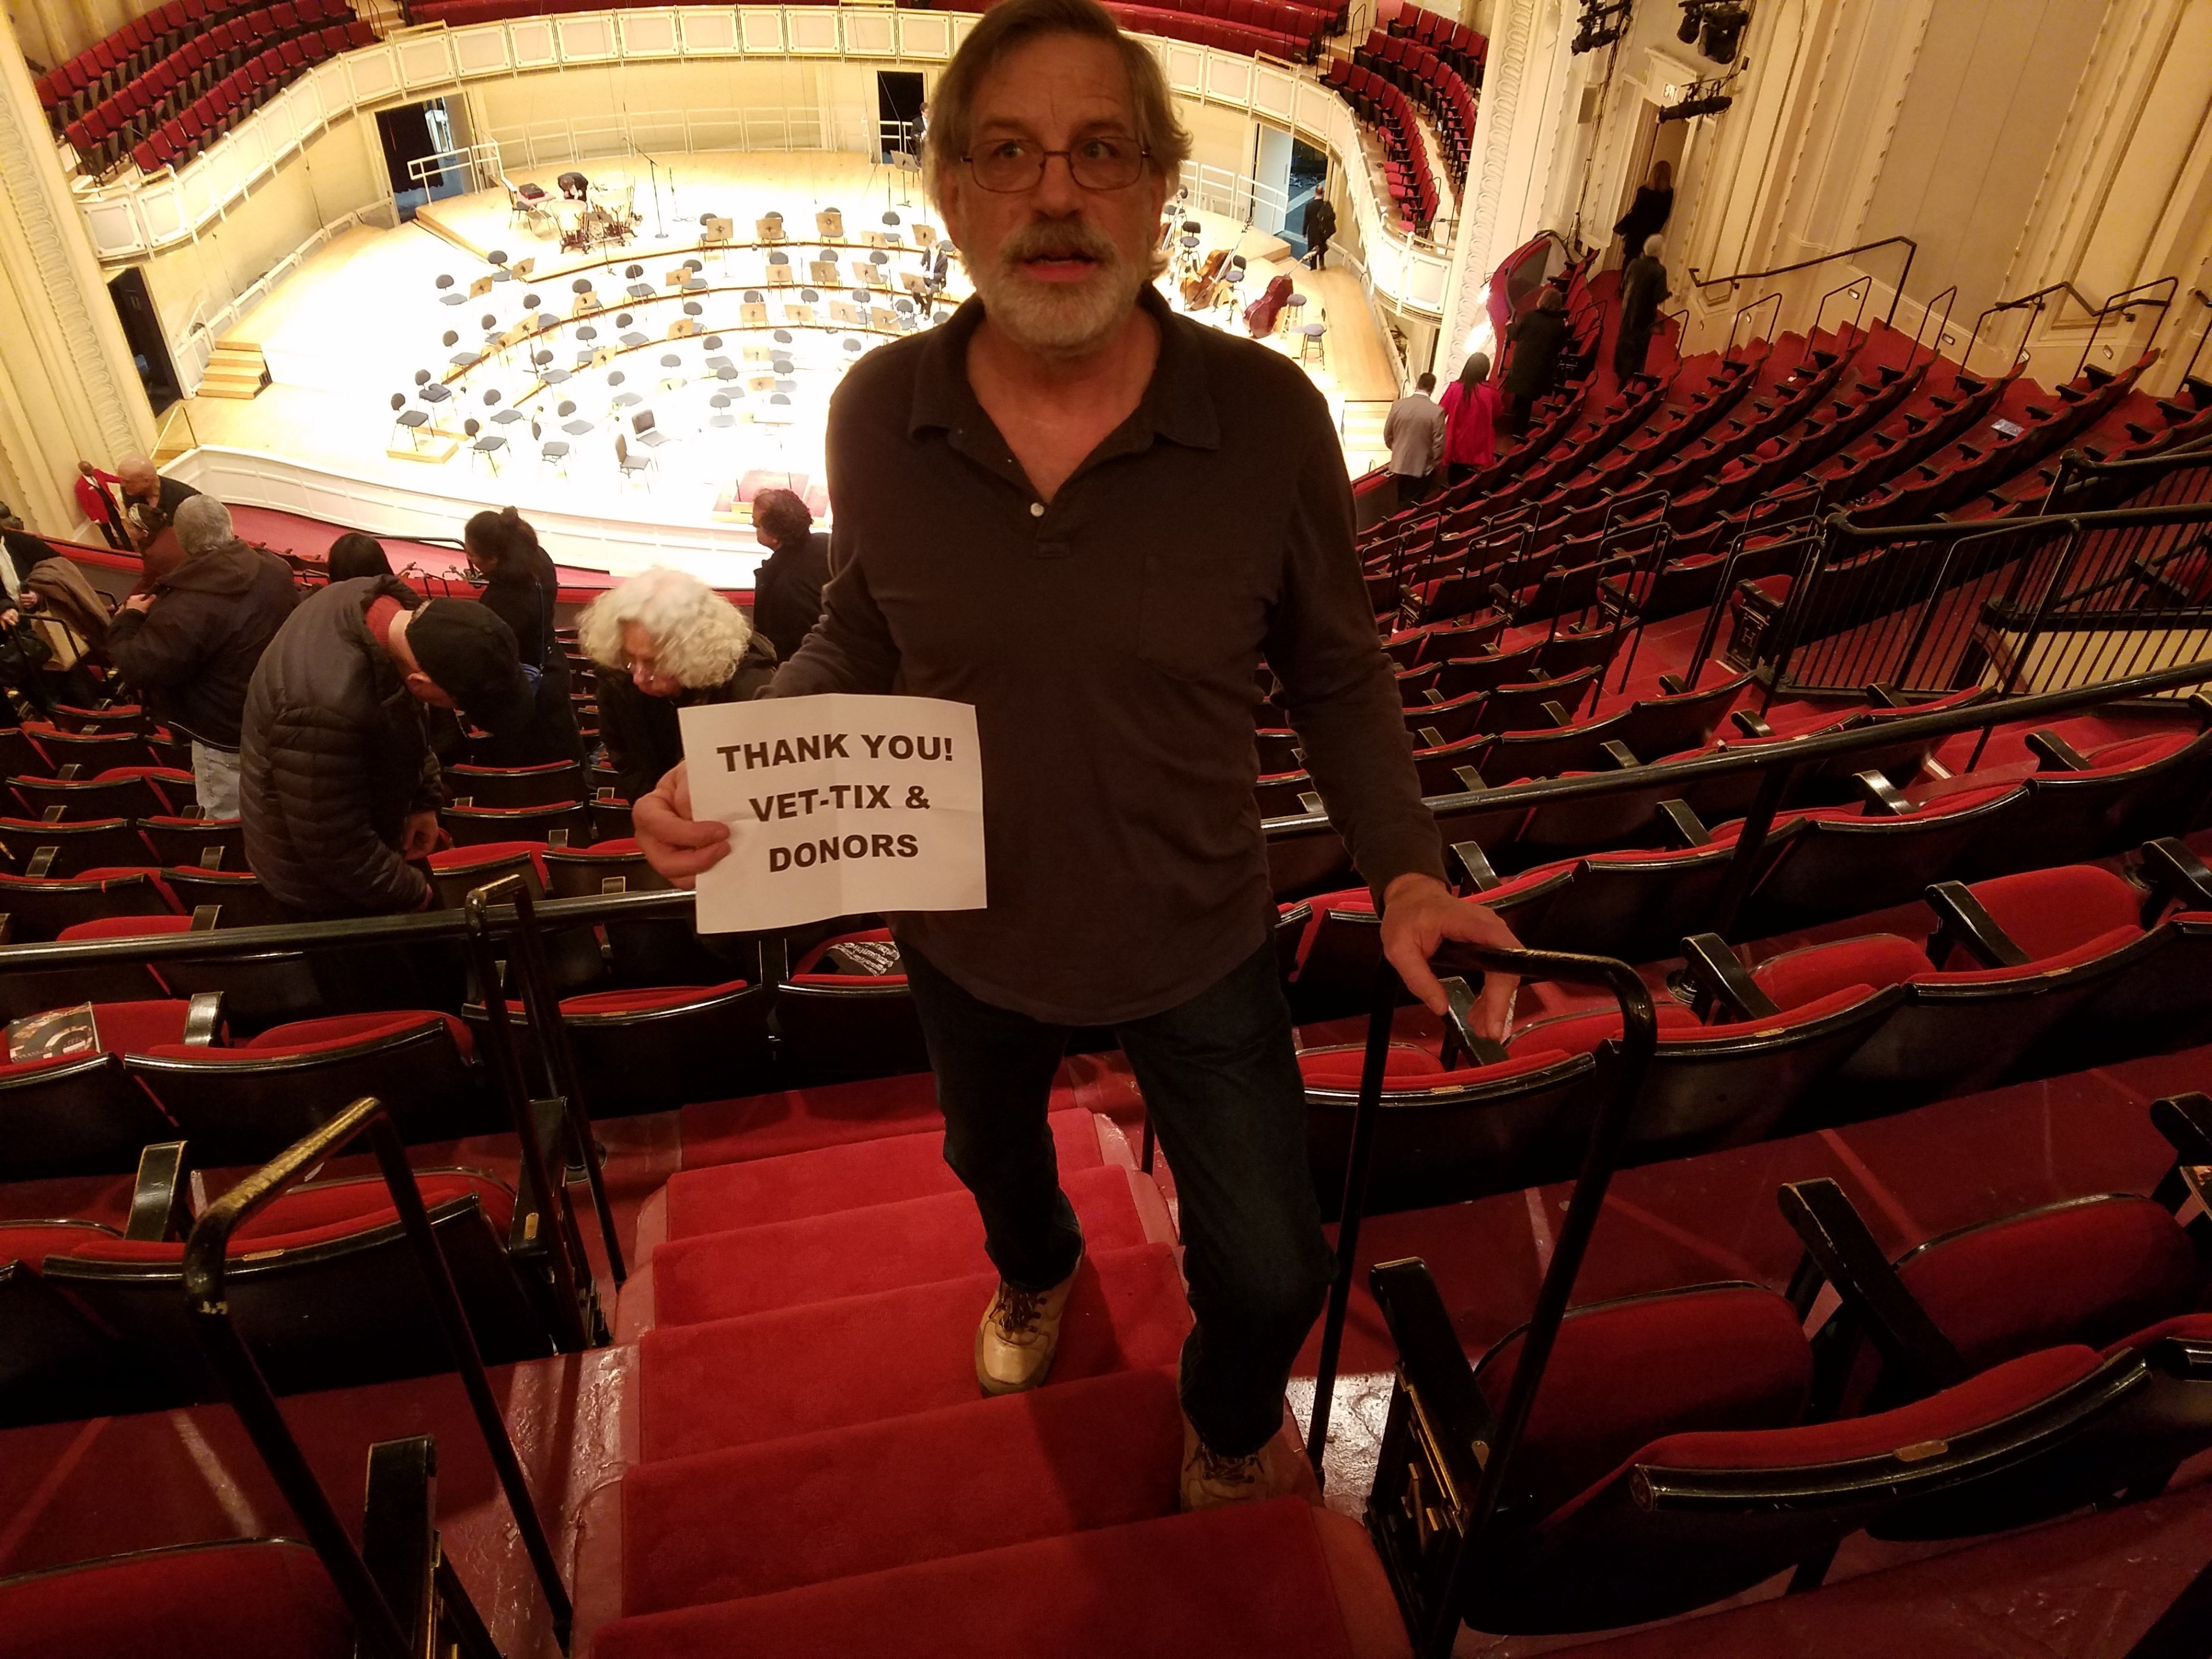 THANK YOU!
VET-TIX &
DONORS
H